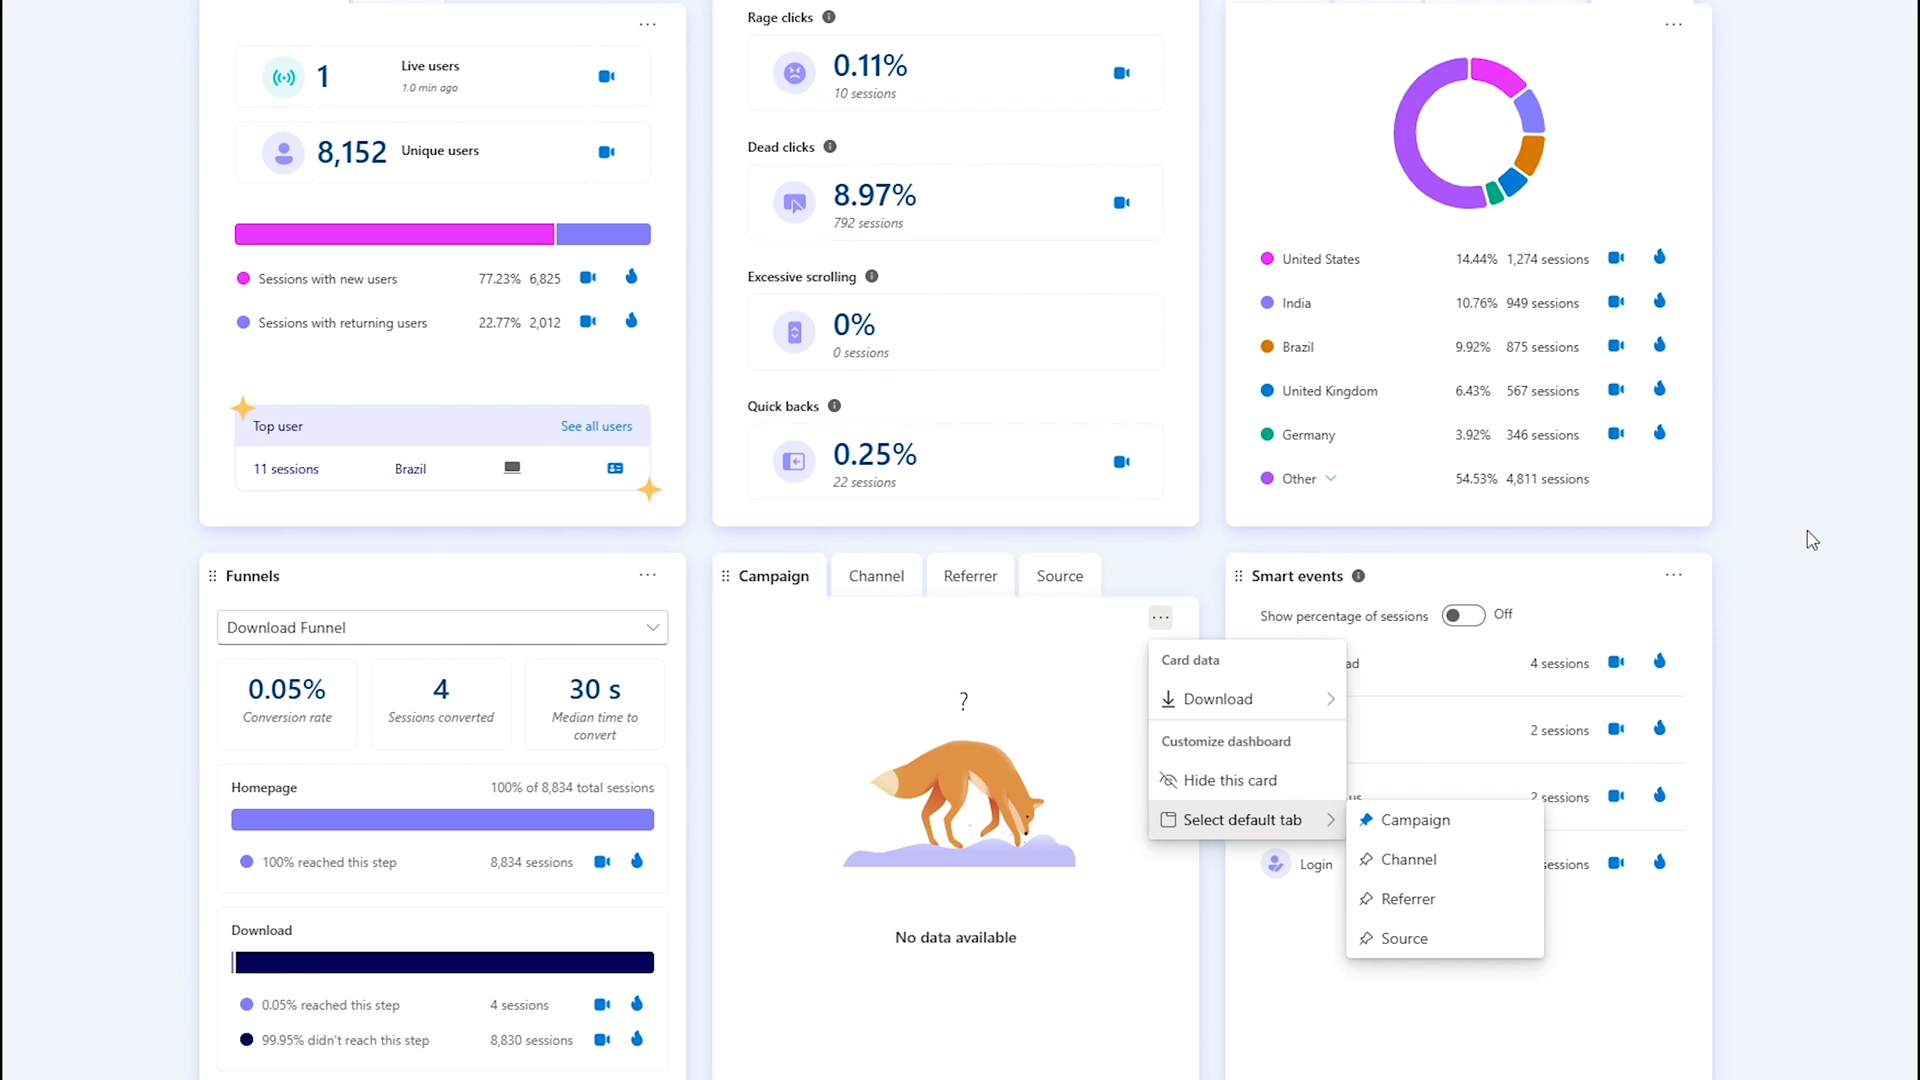 1
Live users
1.0 min ago
8,152
Unique users
Sessions with new users 77.23% 6,825
Sessions with returning users 22.77% 2,012
Top user See all users
11 sessions Brazil
Rage clicks
0.11%
10 sessions
Dead clicks
8.97%
792 sessions
Excessive scrolling
0%
0 sessions
Quick backs
0.25%
22 sessions
United States 14.44% 1,274 sessions
India 10.76% 949 sessions
Brazil 9.92% 875 sessions
United Kingdom 6.43% 567 sessions
Germany 3.92% 346 sessions
Other 54.53% 4,811 sessions
Funnels
Download Funnel
0.05%
Conversion rate
4
Sessions converted
30 s
Median time to
convert
Homepage 100% of 8,834 total sessions
100% reached this step 8,834 sessions
Download
0.05% reached this step 4 sessions
99.95% didn't reach this step 8,830 sessions
Campaign Channel Referrer Source
?
No data available
Card data
Download
Customize dashboard
Hide this card
Select default tab
Campaign
Channel
Referrer
Source
Smart events
Show percentage of sessions Off
4 sessions
2 sessions
2 sessions
Login sessions